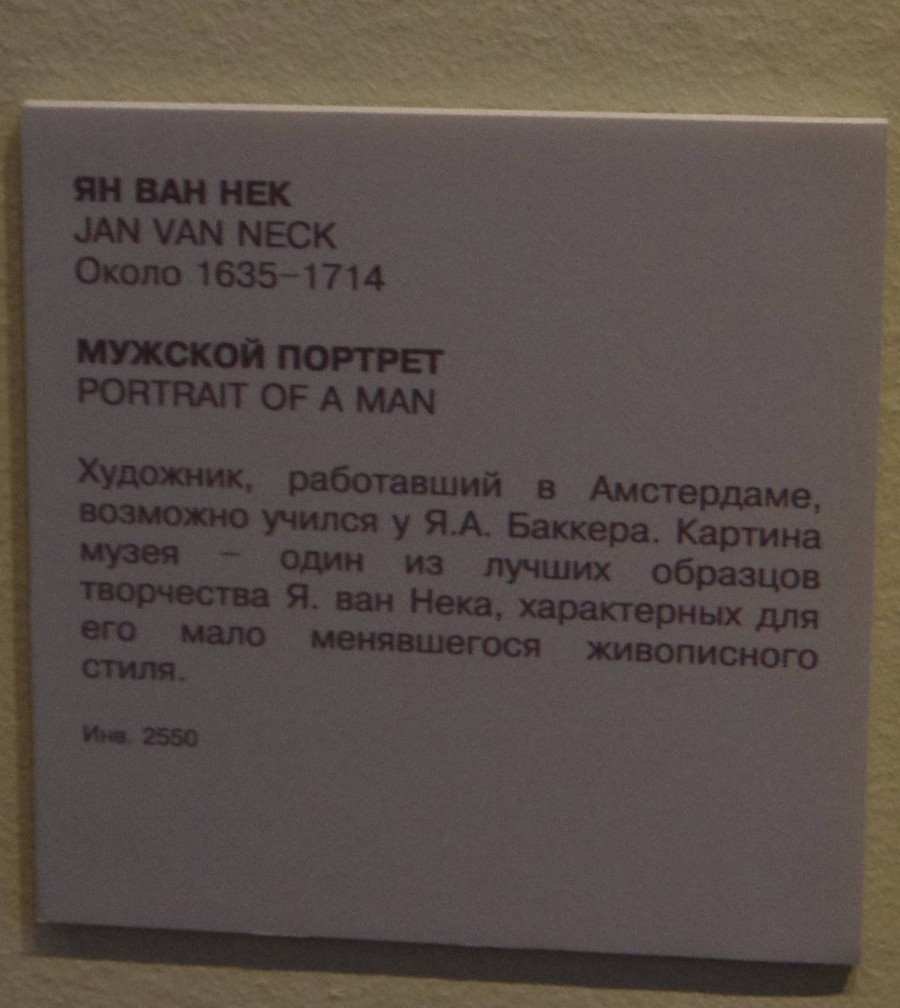 ЯН ВАН НЕК
JAN VAN NECK
Около 1635–1714
МУЖСКОЙ ПОРТРЕТ
PORTRAIT OF A MAN
Художник, работавший в Амстердаме,
возможно учился у Я.А. Баккера. Картина
музея – один из лучших образцов
творчества Я. ван Нека, характерных для
его мало менявшегося живописного
стиля.
Инв. 2550